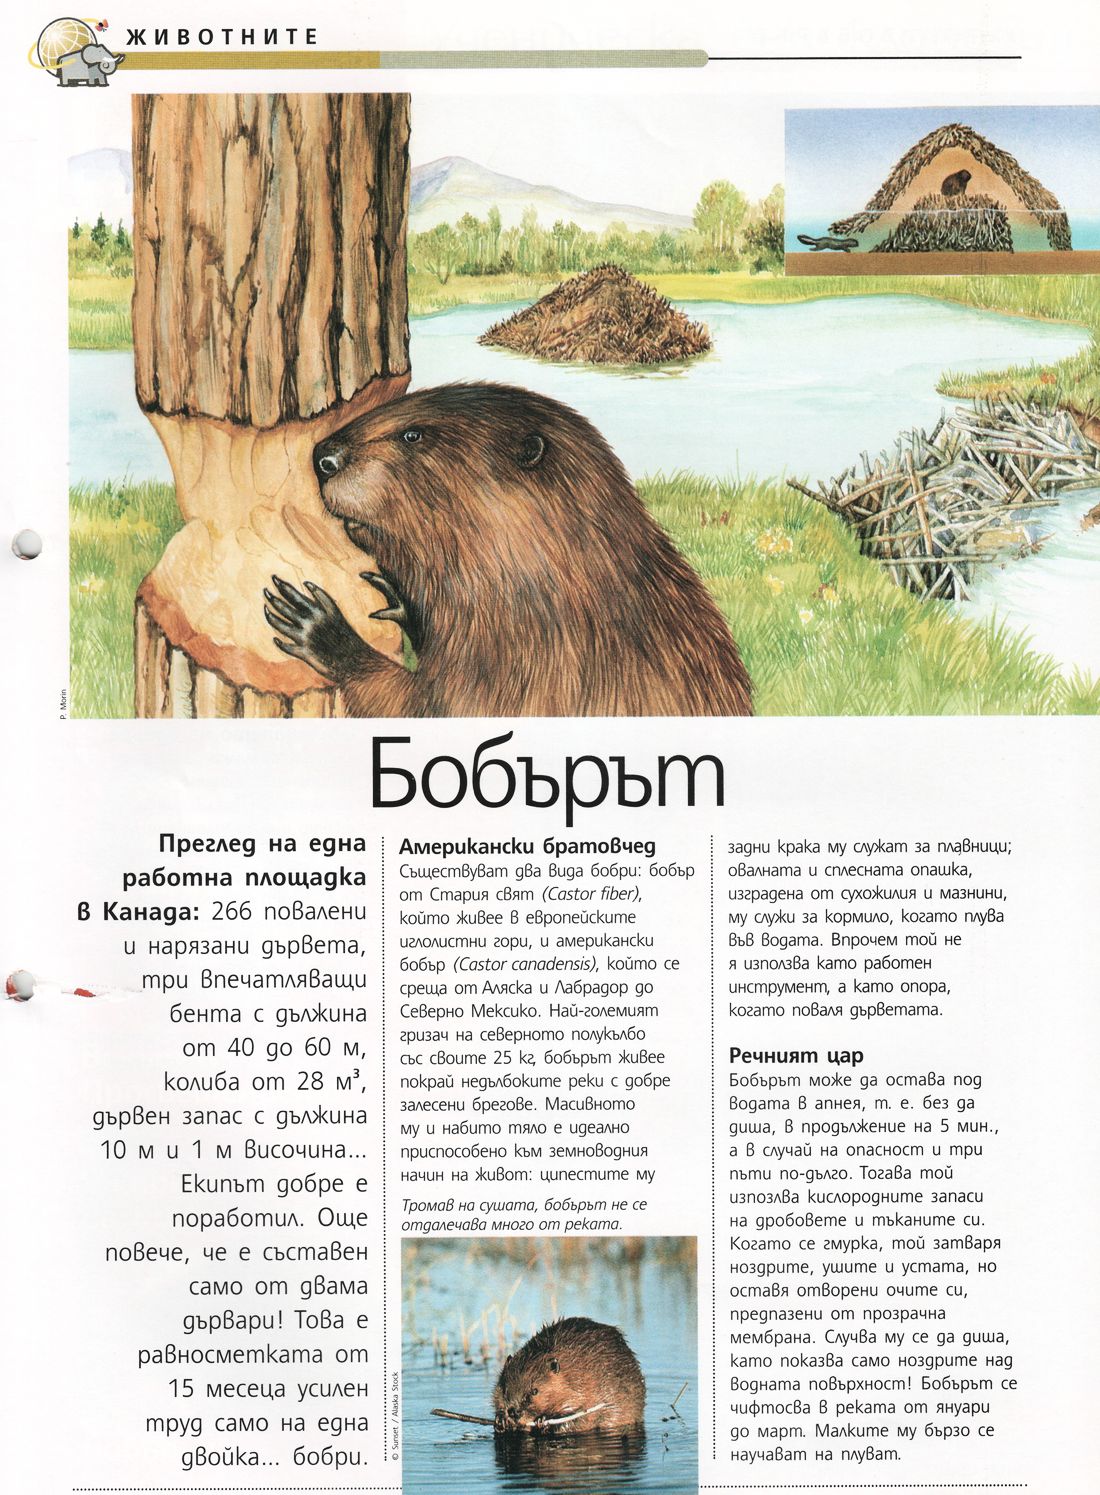 ЖИВОТНИТЕ
P. Morin
Бобърът
Преглед на една
работна площадка
в Канада: 266 повалени
и нарязани дървета,
три впечатляващи
бента с дължина
от 40 до 60 м,
колиба от 28 м³,
дървен запас с дължина
10 м и 1 м височина...
Екипът добре е
поработил. Още
повече, че е съставен
само от двама
дървари! Това е
равносметката от
15 месеца усилен
труд само на една
двойка... бобри.
Американски братовчед
Съществуват два вида бобри: бобър
от Стария свят (Castor fiber),
който живее в европейските
иглолистни гори, и американски
бобър (Castor canadensis), който се
среща от Аляска и Лабрадор до
Северно Мексико. Най-големият
гризач на северното полукълбо
със своите 25 кg, бобърът живее
покрай недълбоките реки с добре
залесени брегове. Масивното
му и набито тяло е идеално
приспособено към земноводния
начин на живот: ципестите му
Тромав на сушата, бобърът не се
отдалечава много от реката.
© Sunset / Alaska Stock
задни крака му служат за плавници;
овалната и сплесната опашка,
изградена от сухожилия и мазнини,
му служи за кормило, когато плува
във водата. Впрочем той не
я използва като работен
инструмент, а като опора,
когато поваля дърветата.
Речният цар
Бобърът може да остава под
водата в апнея, т. е. без да
диша, в продължение на 5 мин.,
а в случай на опасност и три
пъти по-дълго. Тогава той
изпозлва кислородните запаси
на дробовете и тъканите си.
Когато се гмурка, той затваря
ноздрите, ушите и устата, но
оставя отворени очите си,
предпазени от прозрачна
мембрана. Случва му се да диша,
като показва само ноздрите над
водната повърхност! Бобърът се
чифтосва в реката от януари
до март. Малките му бързо се
научават на плуват.